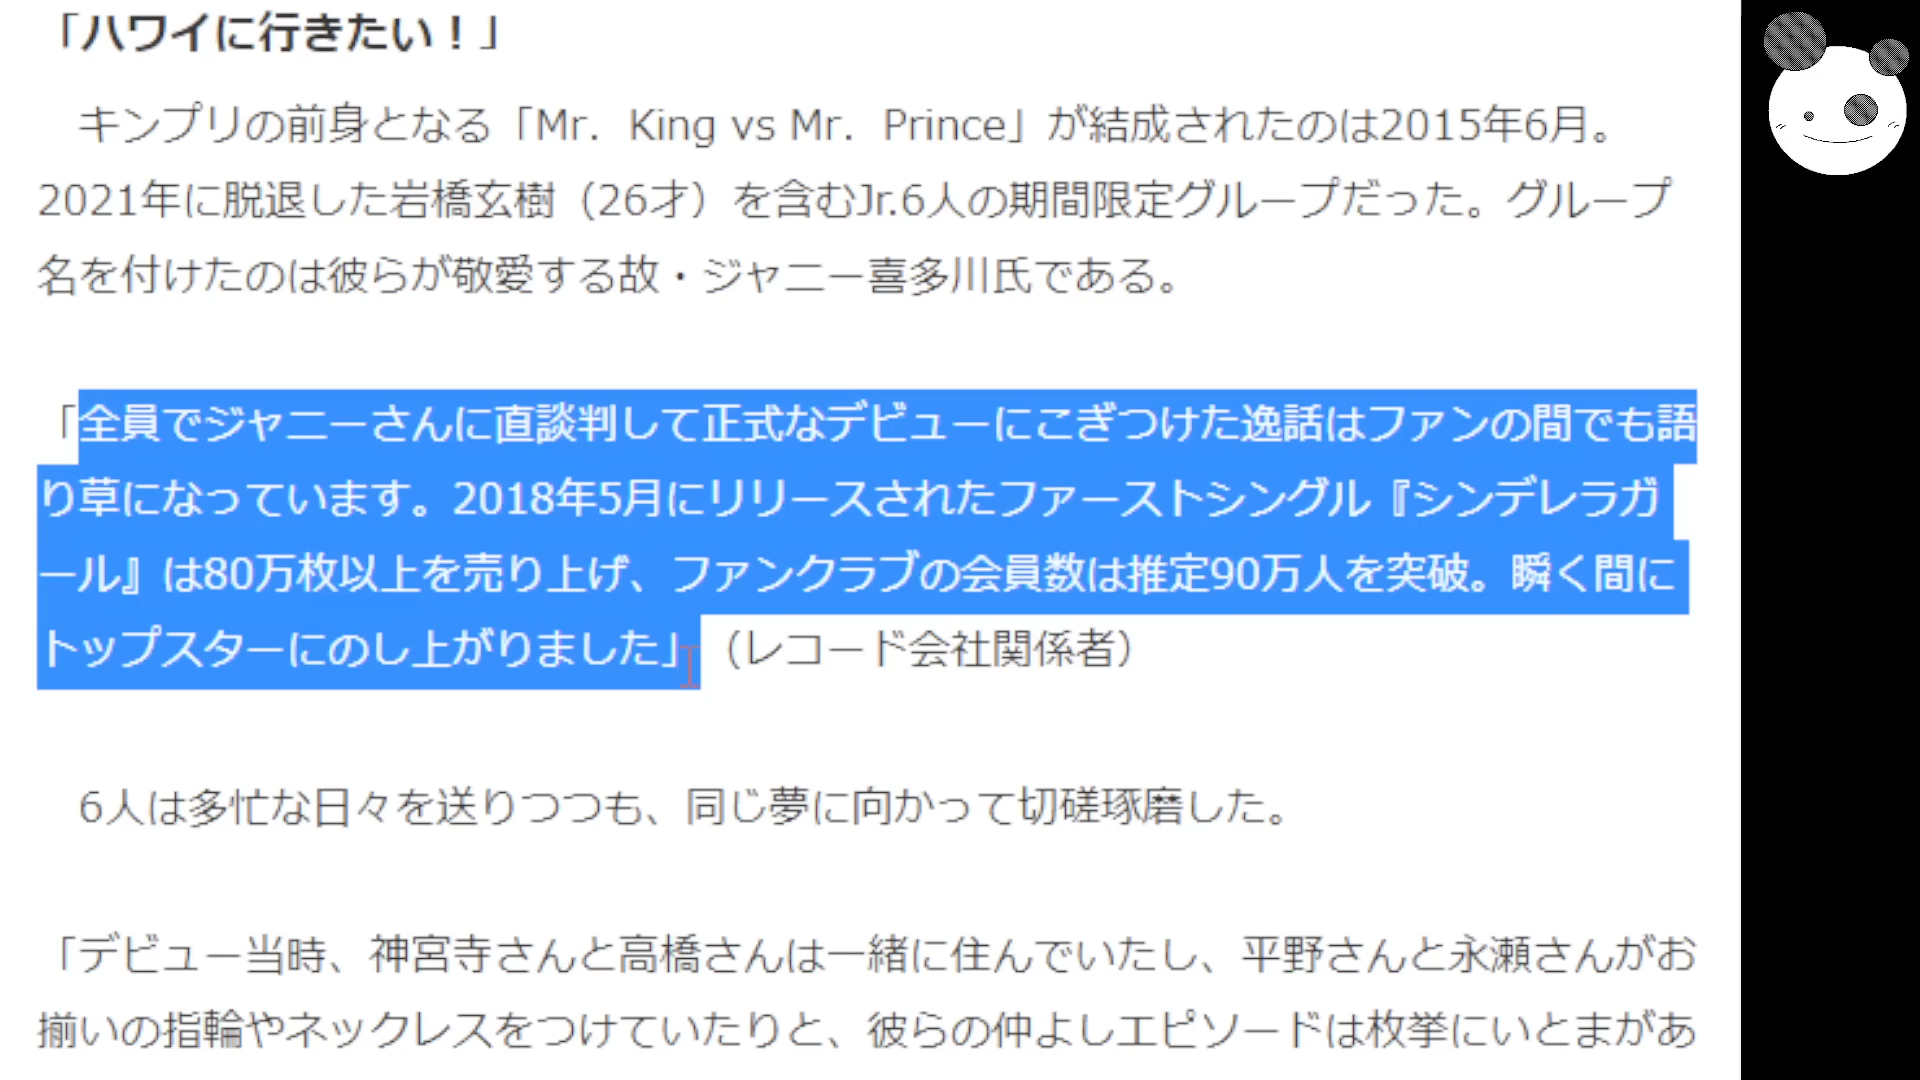 「ハワイに行きたい！」
キンプリの前身となる「Mr．King vs Mr．Prince」が結成されたのは2015年6月。
2021年に脱退した岩橋玄樹（26才）を含むJr.6人の期間限定グループだった。グループ
名を付けたのは彼らが敬愛する故・ジャニー喜多川氏である。
「全員でジャニーさんに直談判して正式なデビューにこぎつけた逸話はファンの間でも語
り草になっています。2018年5月にリリースされたファーストシングル『シンデレラガ
ール』は80万枚以上を売り上げ、ファンクラブの会員数は推定90万人を突破。瞬く間に
トップスターにのし上がりました」（レコード会社関係者）
6人は多忙な日々を送りつつも、同じ夢に向かって切磋琢磨した。
「デビュー当時、神宮寺さんと高橋さんは一緒に住んでいたし、平野さんと永瀬さんがお
揃いの指輪やネックレスをつけていたりと、彼らの仲よしエピソードは枚挙にいとまがあ